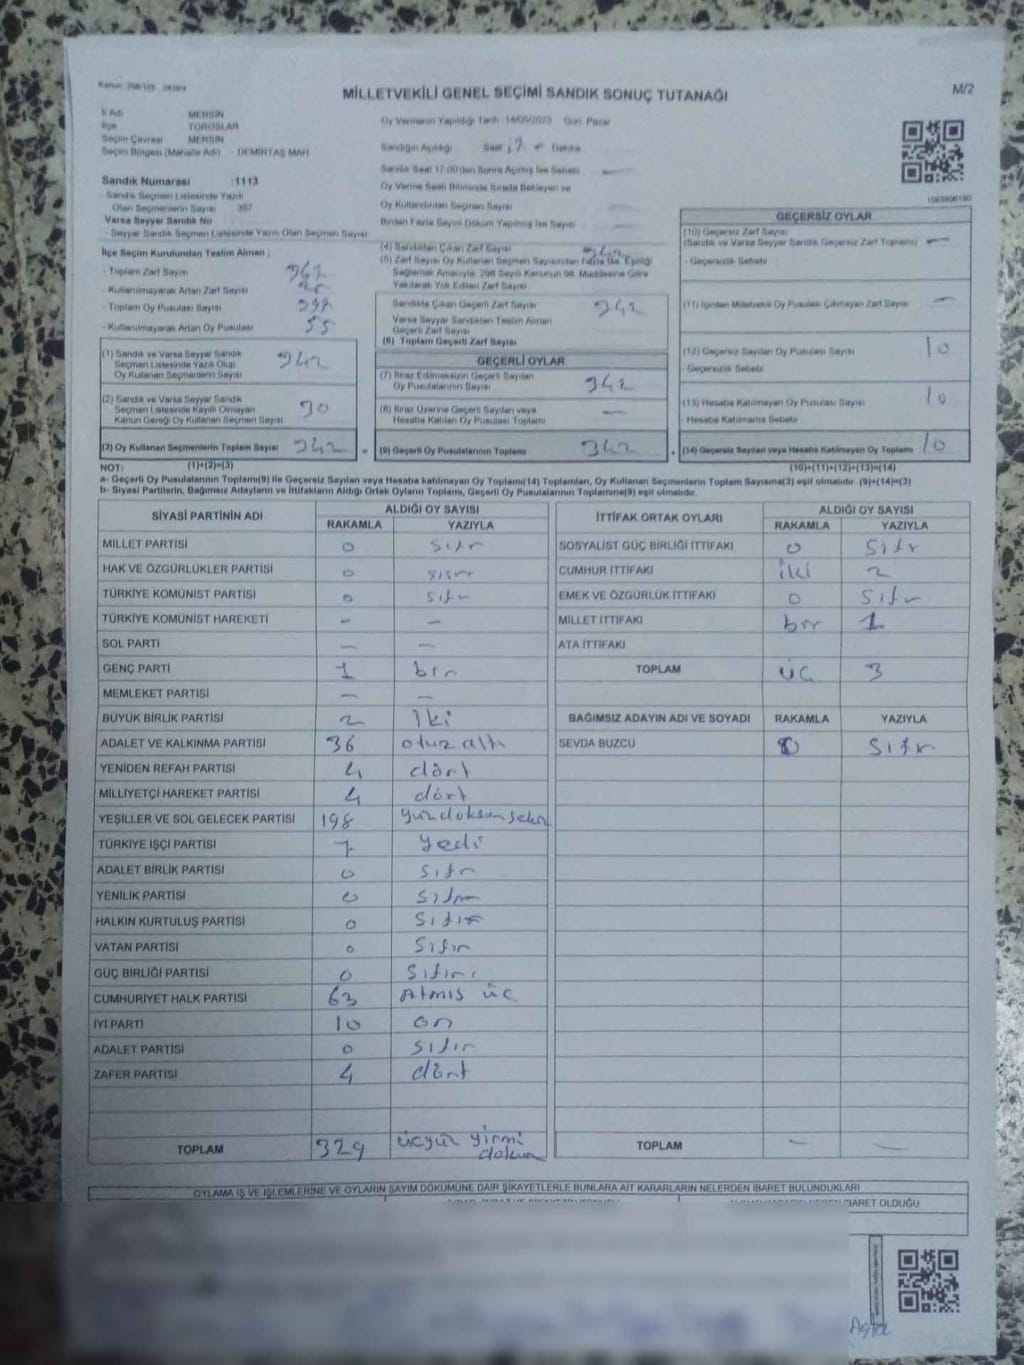 MİLLETVEKİLİ GENEL SEÇİMİ SANDIK SONUÇ TUTANAĞI
M/2
İl Adı : MERSİN
İlçe : TOROSLAR
Seçim Çevresi : MERSİN
Seçim Bölgesi (Mahalle Adı) DEMİRTAŞ MAH
Sandık Numarası :1113
- Sandık Seçmen Listesinde Yazılı
Olan Seçmenlerin Sayısı 357
Varsa Seyyar Sandık No
- Seyyar Sandık Seçmen Listesinde Yazılı Olan Seçmen Sayısı
Oy Vermenin Yapıldığı Tarih 14/05/2023 Gün Pazar
Sandığın Açıldığı Saat Dakika
Sandık Saat 17:00'den Sonra Açılmış İse Sebebi
Oy Verme Saati Bitiminde Sırada Bekleyen ve
Oy Kullandırılan Seçmen Sayısı
Birden Fazla Sayım Döküm Yapılmış İse Sayısı
İlçe Seçim Kurulundan Teslim Alınan ;
- Toplam Zarf Sayısı
- Kullanılmayarak Artan Zarf Sayısı
- Toplam Oy Pusulası Sayısı
- Kullanılmayarak Artan Oy Pusulası 55
(1) Sandık ve Varsa Seyyar Sandık
Seçmen Listesinde Yazılı Olup
Oy Kullanan Seçmenlerin Sayısı 342
(2) Sandık ve Varsa Seyyar Sandık
Seçmen Listesinde Kayıtlı Olmayan
Kanun Gereği Oy Kullanan Seçmen Sayısı
(3) Oy Kullanan Seçmenlerin Toplam Sayısı 342
(1)+(2)=(3)
(4) Sandıktan Çıkan Zarf Sayısı 342
(5) Zarf Sayısı Oy Kullanan Seçmen Sayısından Fazla İse, Eşitliği
Sağlamak Amacıyla, 298 Sayılı Kanunun 98. Maddesine Göre
Yakılarak Yok Edilen Zarf Sayısı
Sandıkta Çıkan Geçerli Zarf Sayısı 342
Varsa Seyyar Sandıktan Teslim Alınan
Geçerli Zarf Sayısı
(6) Toplam Geçerli Zarf Sayısı
GEÇERLİ OYLAR
(7) İtiraz Edilmeksizin Geçerli Sayılan
Oy Pusulalarının Sayısı 342
(8) İtiraz Üzerine Geçerli Sayılan veya
Hesaba Katılan Oy Pusulası Toplamı —
(9) Geçerli Oy Pusulalarının Toplamı 342
GEÇERSİZ OYLAR
(10) Geçersiz Zarf Sayısı
(Sandık ve Varsa Seyyar Sandık Geçersiz Zarf Toplamı) —
- Geçersizlik Sebebi
(11) İçinden Milletvekili Oy Pusulası Çıkmayan Zarf Sayısı —
(12) Geçersiz Sayılan Oy Pusulası Sayısı 10
Geçersizlik Sebebi
(13) Hesaba Katılmayan Oy Pusulası Sayısı 10
- Hesaba Katılmama Sebebi
(14) Geçersiz Sayılan veya Hesaba Katılmayan Oy Toplamı 10
(10)+(11)+(12)+(13)=(14)
NOT:
a- Geçerli Oy Pusulalarının Toplamı(9) ile Geçersiz Sayılan veya Hesaba katılmayan Oy Toplamı(14) Toplamları, Oy Kullanan Seçmenlerin Toplam Sayısına(3) eşit olmalıdır. (9)+(14)=(3)
b- Siyasi Partilerin, Bağımsız Adayların ve İttifakların Aldığı Ortak Oyların Toplamı, Geçerli Oy Pusulalarının Toplamına(9) eşit olmalıdır.
SİYASİ PARTİNİN ADI ALDIĞI OY SAYISI
RAKAMLA YAZIYLA
MİLLET PARTİSİ 0 sıfr
HAK VE ÖZGÜRLÜKLER PARTİSİ 0
TÜRKİYE KOMÜNİST PARTİSİ 0 sıfr
TÜRKİYE KOMÜNİST HAREKETİ - -
SOL PARTİ — —
GENÇ PARTİ 1 bir
MEMLEKET PARTİSİ — —
BÜYÜK BİRLİK PARTİSİ 2 iki
ADALET VE KALKINMA PARTİSİ 36 otuz altı
YENİDEN REFAH PARTİSİ 4 dört
MİLLİYETÇİ HAREKET PARTİSİ 4 dört
YEŞİLLER VE SOL GELECEK PARTİSİ 198 yüzdoksansekiz
TÜRKİYE İŞÇİ PARTİSİ 7 yedi
ADALET BİRLİK PARTİSİ 0 sıfr
YENİLİK PARTİSİ 0 sıfır
HALKIN KURTULUŞ PARTİSİ 0 sıfır
VATAN PARTİSİ 0 sıfır
GÜÇ BİRLİĞİ PARTİSİ 0 sıfır
CUMHURİYET HALK PARTİSİ 63 Atmış üç
İYİ PARTİ 10 on
ADALET PARTİSİ 0 sıfır
ZAFER PARTİSİ 4 dört
TOPLAM 329 üçyüz yirmi dokuz
İTTİFAK ORTAK OYLARI ALDIĞI OY SAYISI
RAKAMLA YAZIYLA
SOSYALİST GÜÇ BİRLİĞİ İTTİFAKI 0 sıfr
CUMHUR İTTİFAKI iki 2
EMEK VE ÖZGÜRLÜK İTTİFAKI 0 sıfr
MİLLET İTTİFAKI bir 1
ATA İTTİFAKI
TOPLAM üç 3
BAĞIMSIZ ADAYIN ADI VE SOYADI RAKAMLA YAZIYLA
SEVDA BUZCU 0 sıfır
TOPLAM — —
OYLAMA İŞ VE İŞLEMLERİNE VE OYLARIN SAYIM DÖKÜMÜNE DAİR ŞİKAYETLERLE BUNLARA AİT KARARLARIN NELERDEN İBARET BULUNDUKLARI